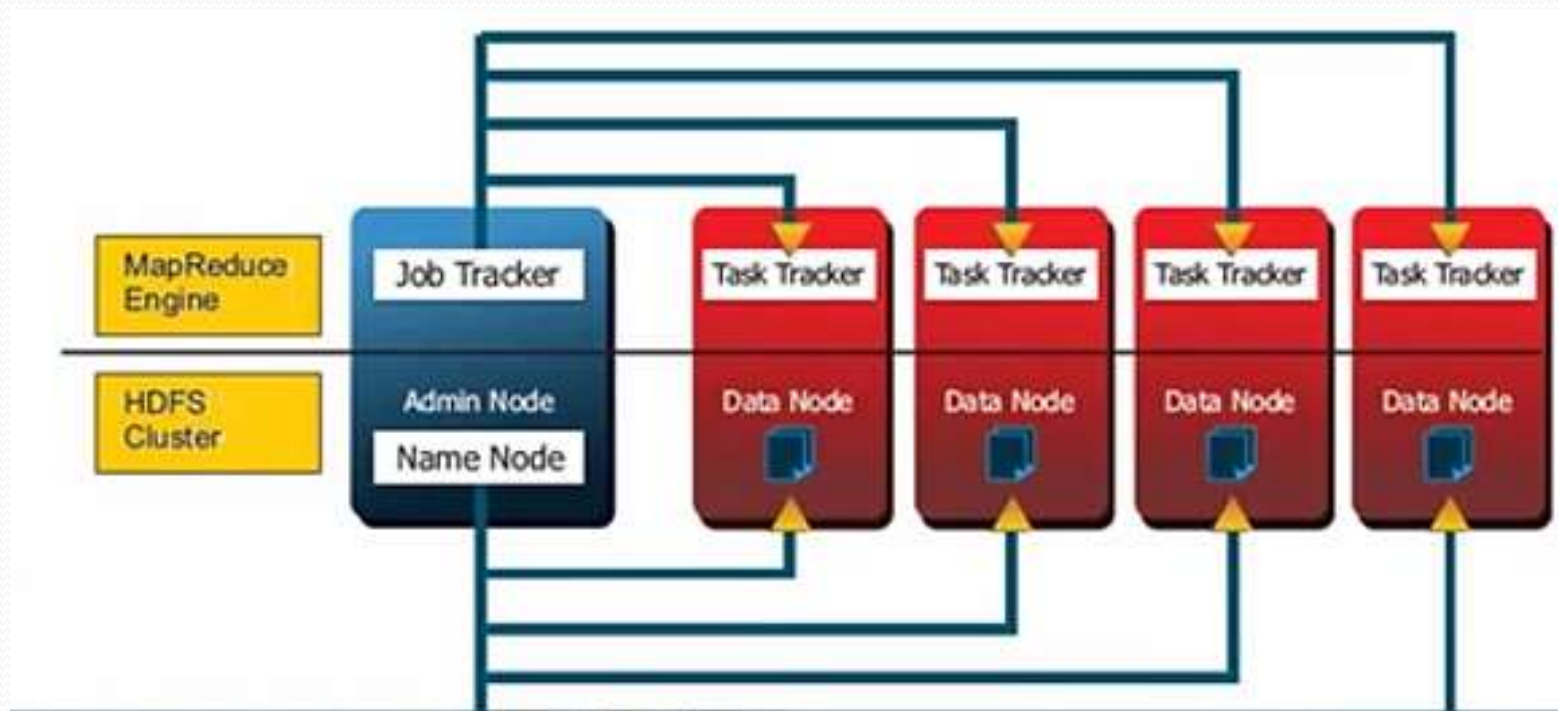 MapReduce
Engine
Job Tracker
Task Tracker
Task Tracker
Task Tracker
Task Tracker
HDFS
Cluster
Admin Node
Name Node
Data Node
Data Node
Data Node
Data Node